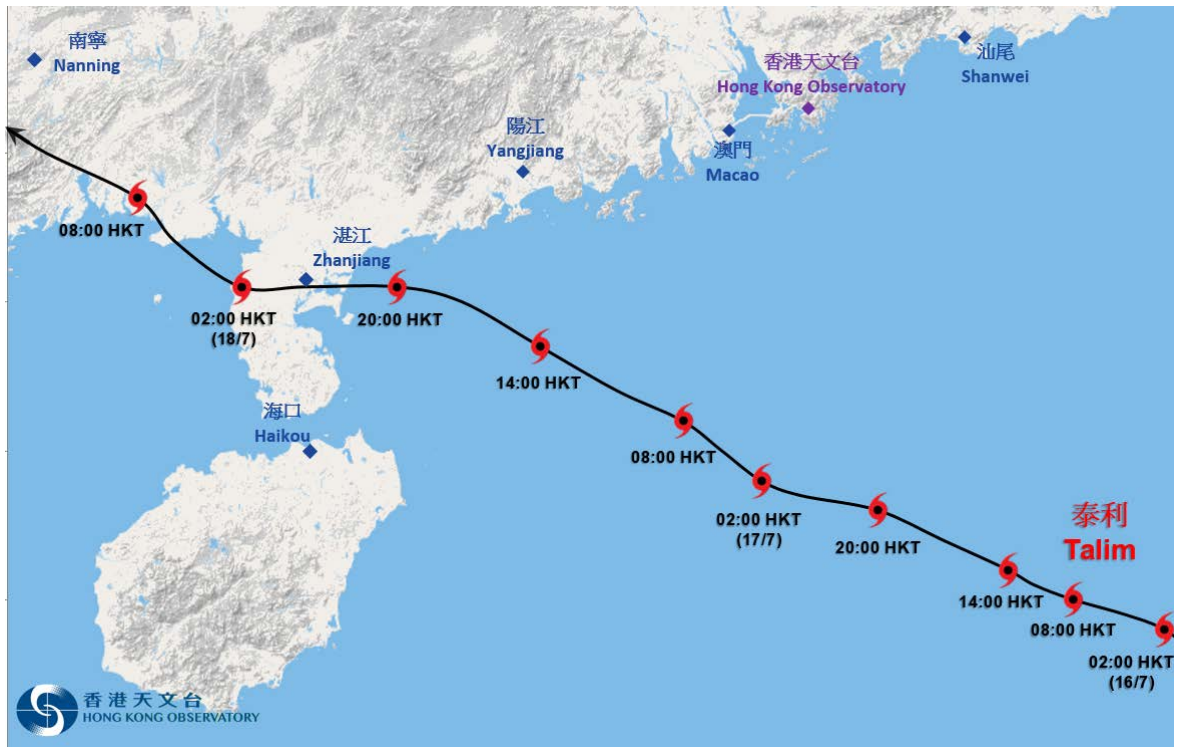 南寧
Nanning
香港天文台
Hong Kong Observatory
汕尾
Shanwei
陽江
Yangjiang
澳門
Macao
08:00 HKT
湛江
Zhanjiang
02:00 HKT
(18/7)
20:00 HKT
14:00 HKT
海口
Haikou
08:00 HKT
02:00 HKT
(17/7)
20:00 HKT
泰利
Talim
14:00 HKT
08:00 HKT
02:00 HKT
(16/7)
香港天文台
HONG KONG OBSERVATORY